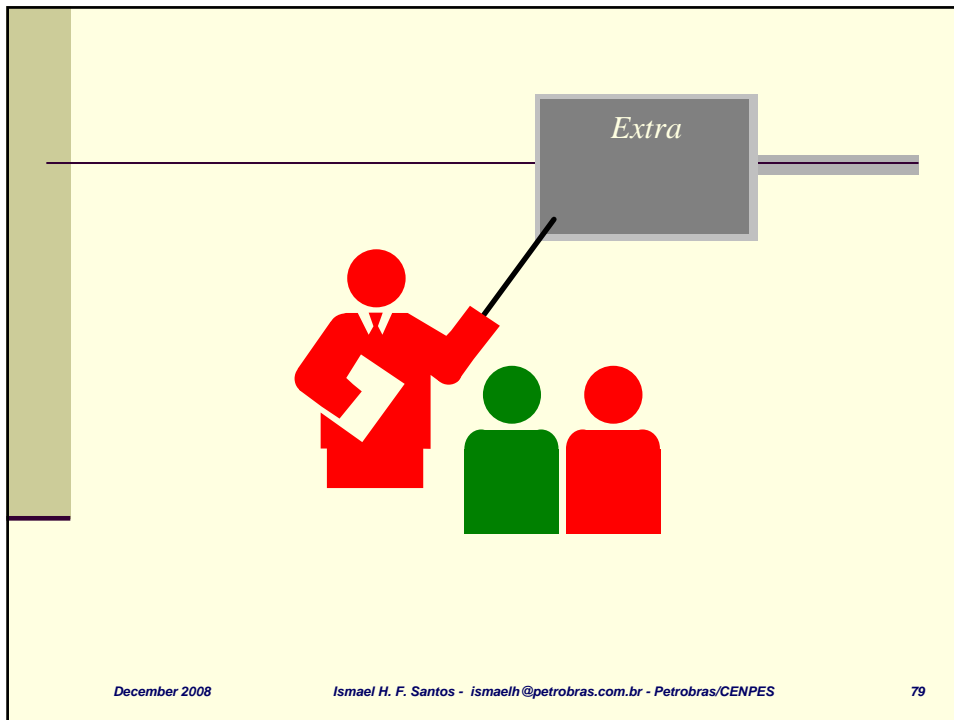 Extra
December 2008 Ismael H. F. Santos - ismaelh@petrobras.com.br - Petrobras/CENPES 79